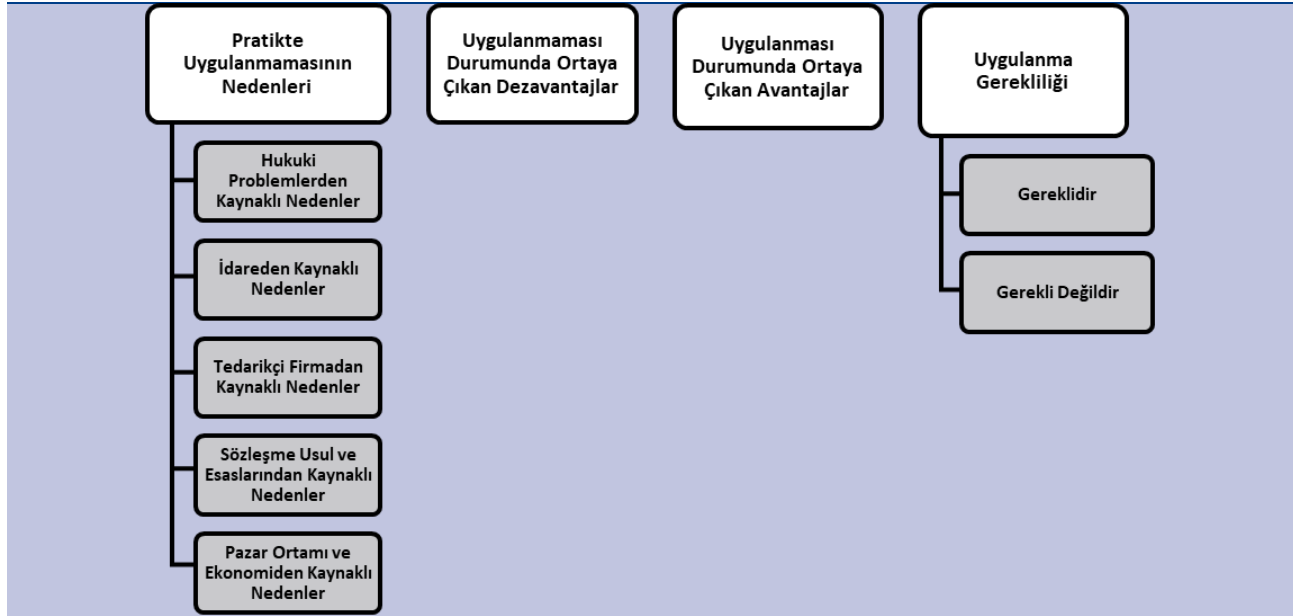 Pratikte
Uygulanmamasının
Nedenleri
Hukuki
Problemlerden
Kaynaklı Nedenler
İdareden Kaynaklı
Nedenler
Tedarikçi Firmadan
Kaynaklı Nedenler
Sözleşme Usul ve
Esaslarından Kaynaklı
Nedenler
Pazar Ortamı ve
Ekonomiden Kaynaklı
Nedenler
Uygulanmaması
Durumunda Ortaya
Çıkan Dezavantajlar
Uygulanması
Durumunda Ortaya
Çıkan Avantajlar
Uygulanma
Gerekliliği
Gereklidir
Gerekli Değildir